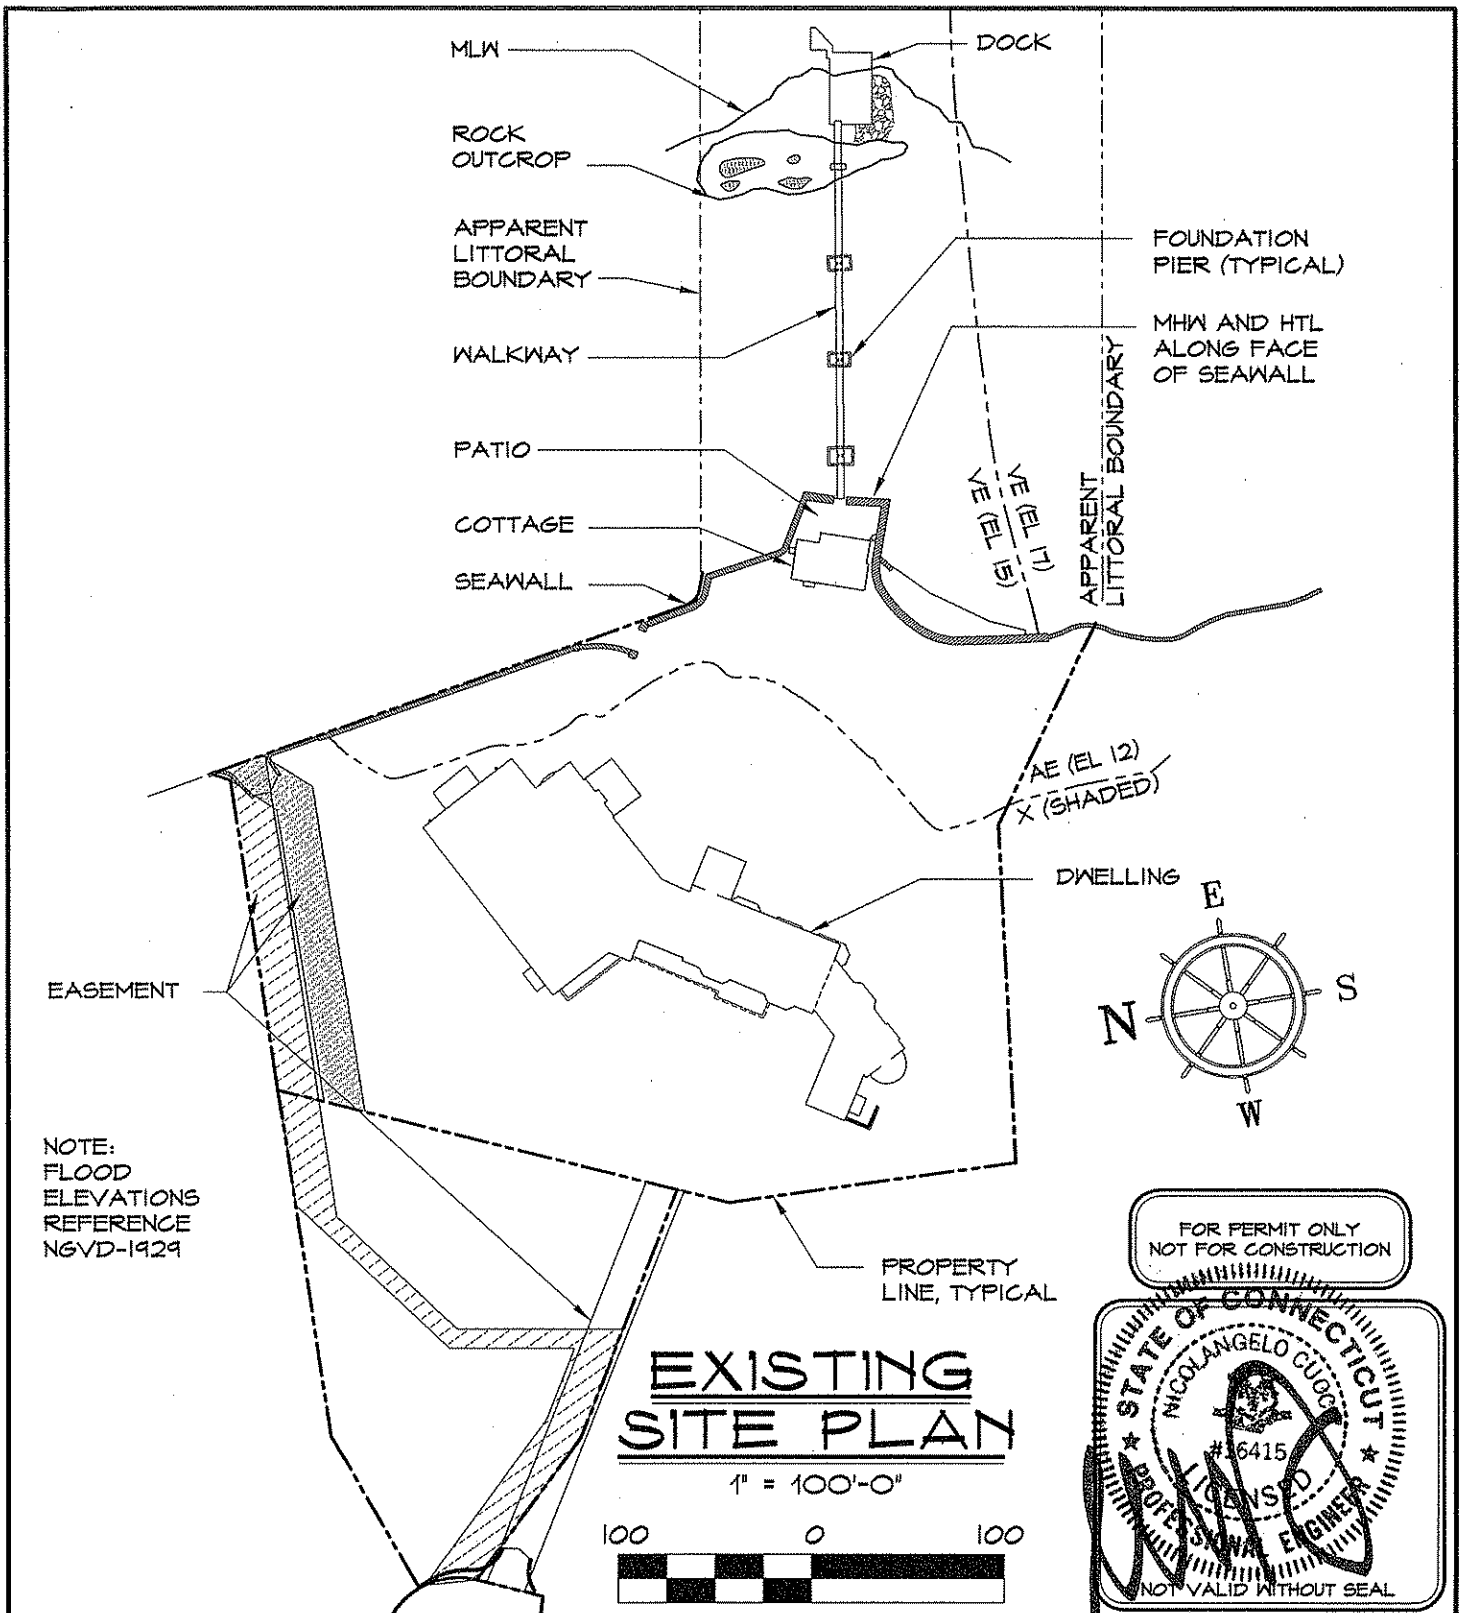 MLW
DOCK
ROCK
OUTCROP
APPARENT
LITTORAL
BOUNDARY
FOUNDATION
PIER (TYPICAL)
WALKWAY
MHW AND HTL
ALONG FACE
OF SEAWALL
PATIO
COTTAGE
SEAWALL
VE (EL 17)
VE (EL 15)
APPARENT
LITTORAL BOUNDARY
AE (EL 12)
X (SHADED)
DWELLING
EASEMENT
E
S
N
W
NOTE:
FLOOD
ELEVATIONS
REFERENCE
NGVD-1929
PROPERTY
LINE, TYPICAL
FOR PERMIT ONLY
NOT FOR CONSTRUCTION
EXISTING
SITE PLAN
1" = 100'-0"
100 0 100
STATE OF CONNECTICUT
NICOLANGELO
#16415
LICENSED
PROFESSIONAL ENGINEER
NOT VALID WITHOUT SEAL